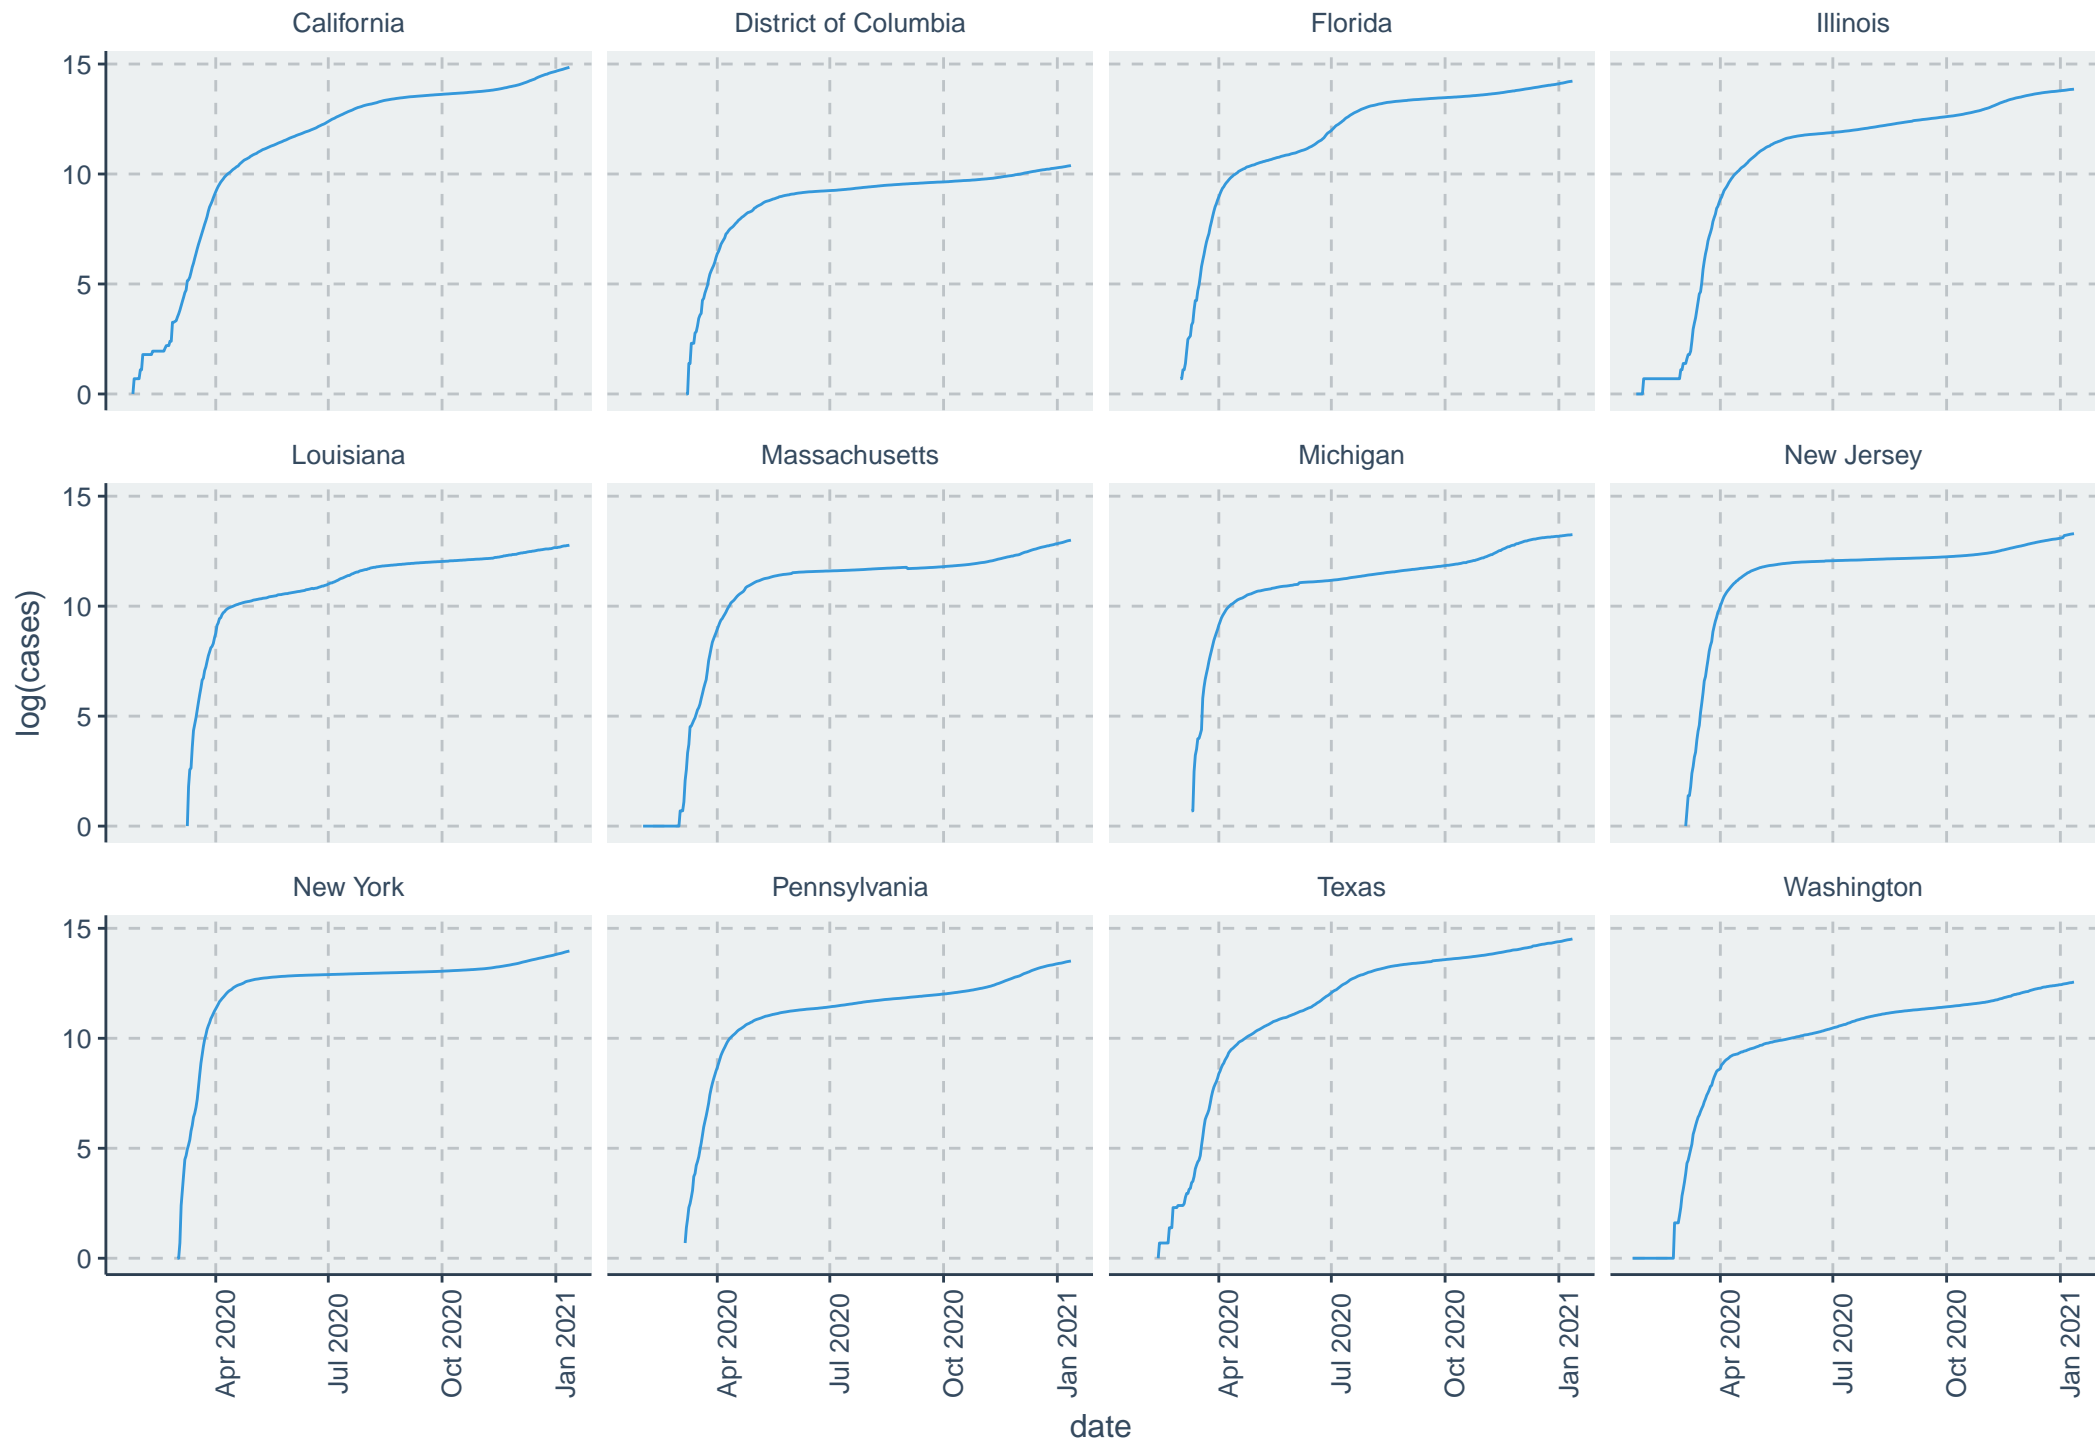 California
District of Columbia
Florida
Illinois
15
10
5
0
Louisiana
Massachusetts
Michigan
New Jersey
15
10
5
0
log(cases)
New York
Pennsylvania
Texas
Washington
15
10
5
0
Apr 2020
Jul 2020
Oct 2020
Jan 2021
Apr 2020
Jul 2020
Oct 2020
Jan 2021
Apr 2020
Jul 2020
Oct 2020
Jan 2021
Apr 2020
Jul 2020
Oct 2020
Jan 2021
date